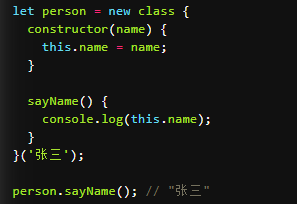 let person = new class {
  constructor(name) {
    this.name = name;
  }

  sayName() {
    console.log(this.name);
  }
}('张三');

person.sayName(); // "张三"